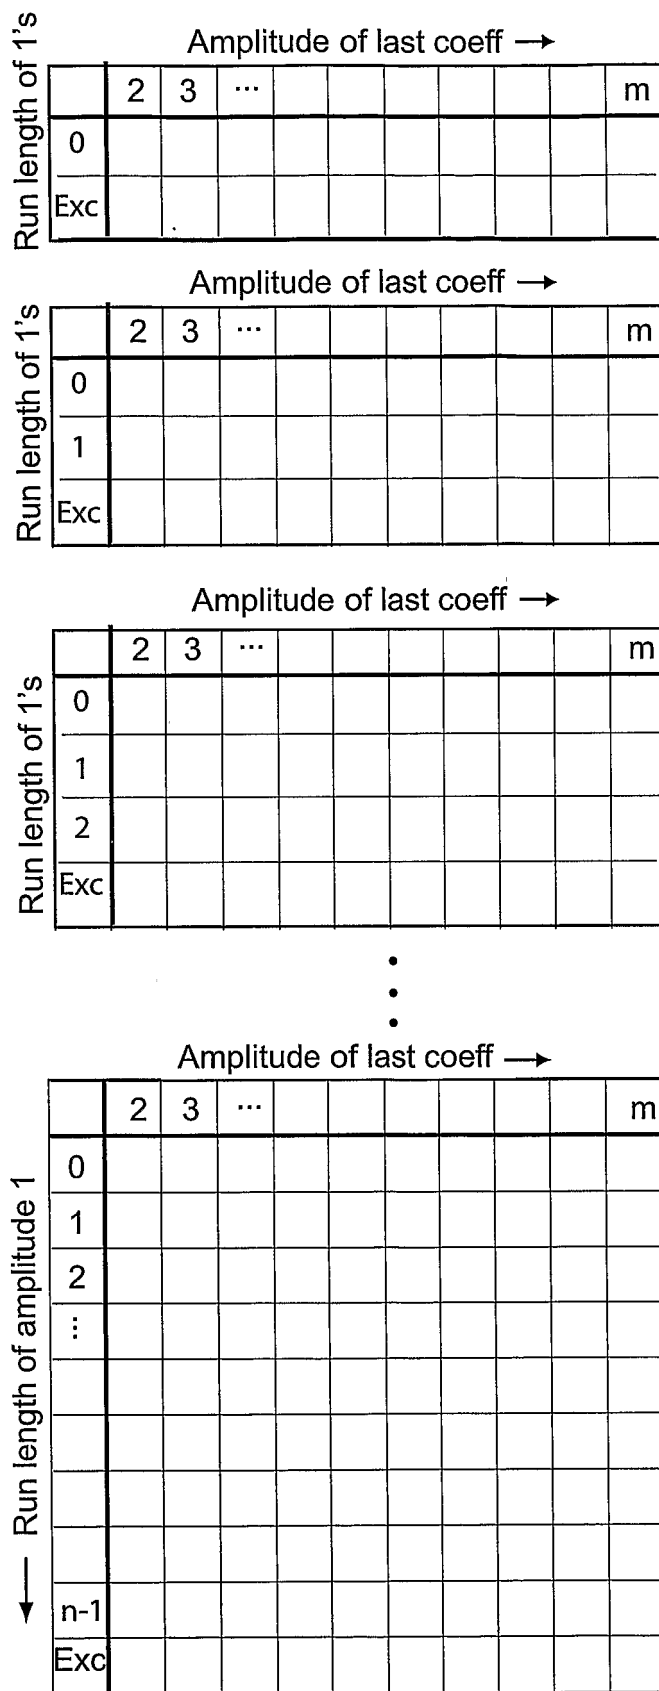 Amplitude of last coeff →
Run length of 1's
2 3 ... m
0
Exc
Amplitude of last coeff →
Run length of 1's
2 3 ... m
0
1
Exc
Amplitude of last coeff →
Run length of 1's
2 3 ... m
0
1
2
Exc
Amplitude of last coeff →
← Run length of amplitude 1
2 3 ... m
0
1
2
...
n-1
Exc